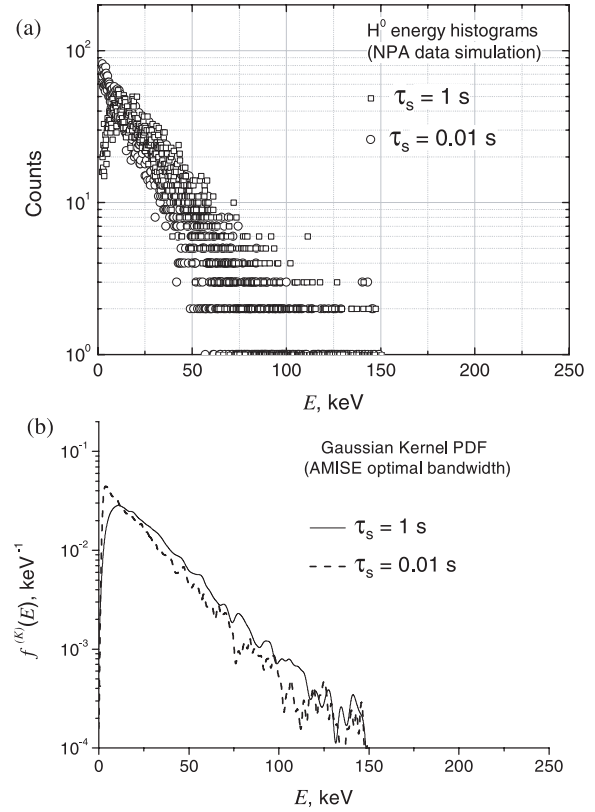 (a)
H⁰ energy histograms
(NPA data simulation)
□ τₛ = 1 s
○ τₛ = 0.01 s
Counts
10²
10¹
10⁰
0 50 100 150 200 250
E, keV
(b)
Gaussian Kernel PDF
(AMISE optimal bandwidth)
τₛ = 1 s
τₛ = 0.01 s
f⁽ᴷ⁾(E), keV⁻¹
10⁻¹
10⁻²
10⁻³
10⁻⁴
0 50 100 150 200 250
E, keV